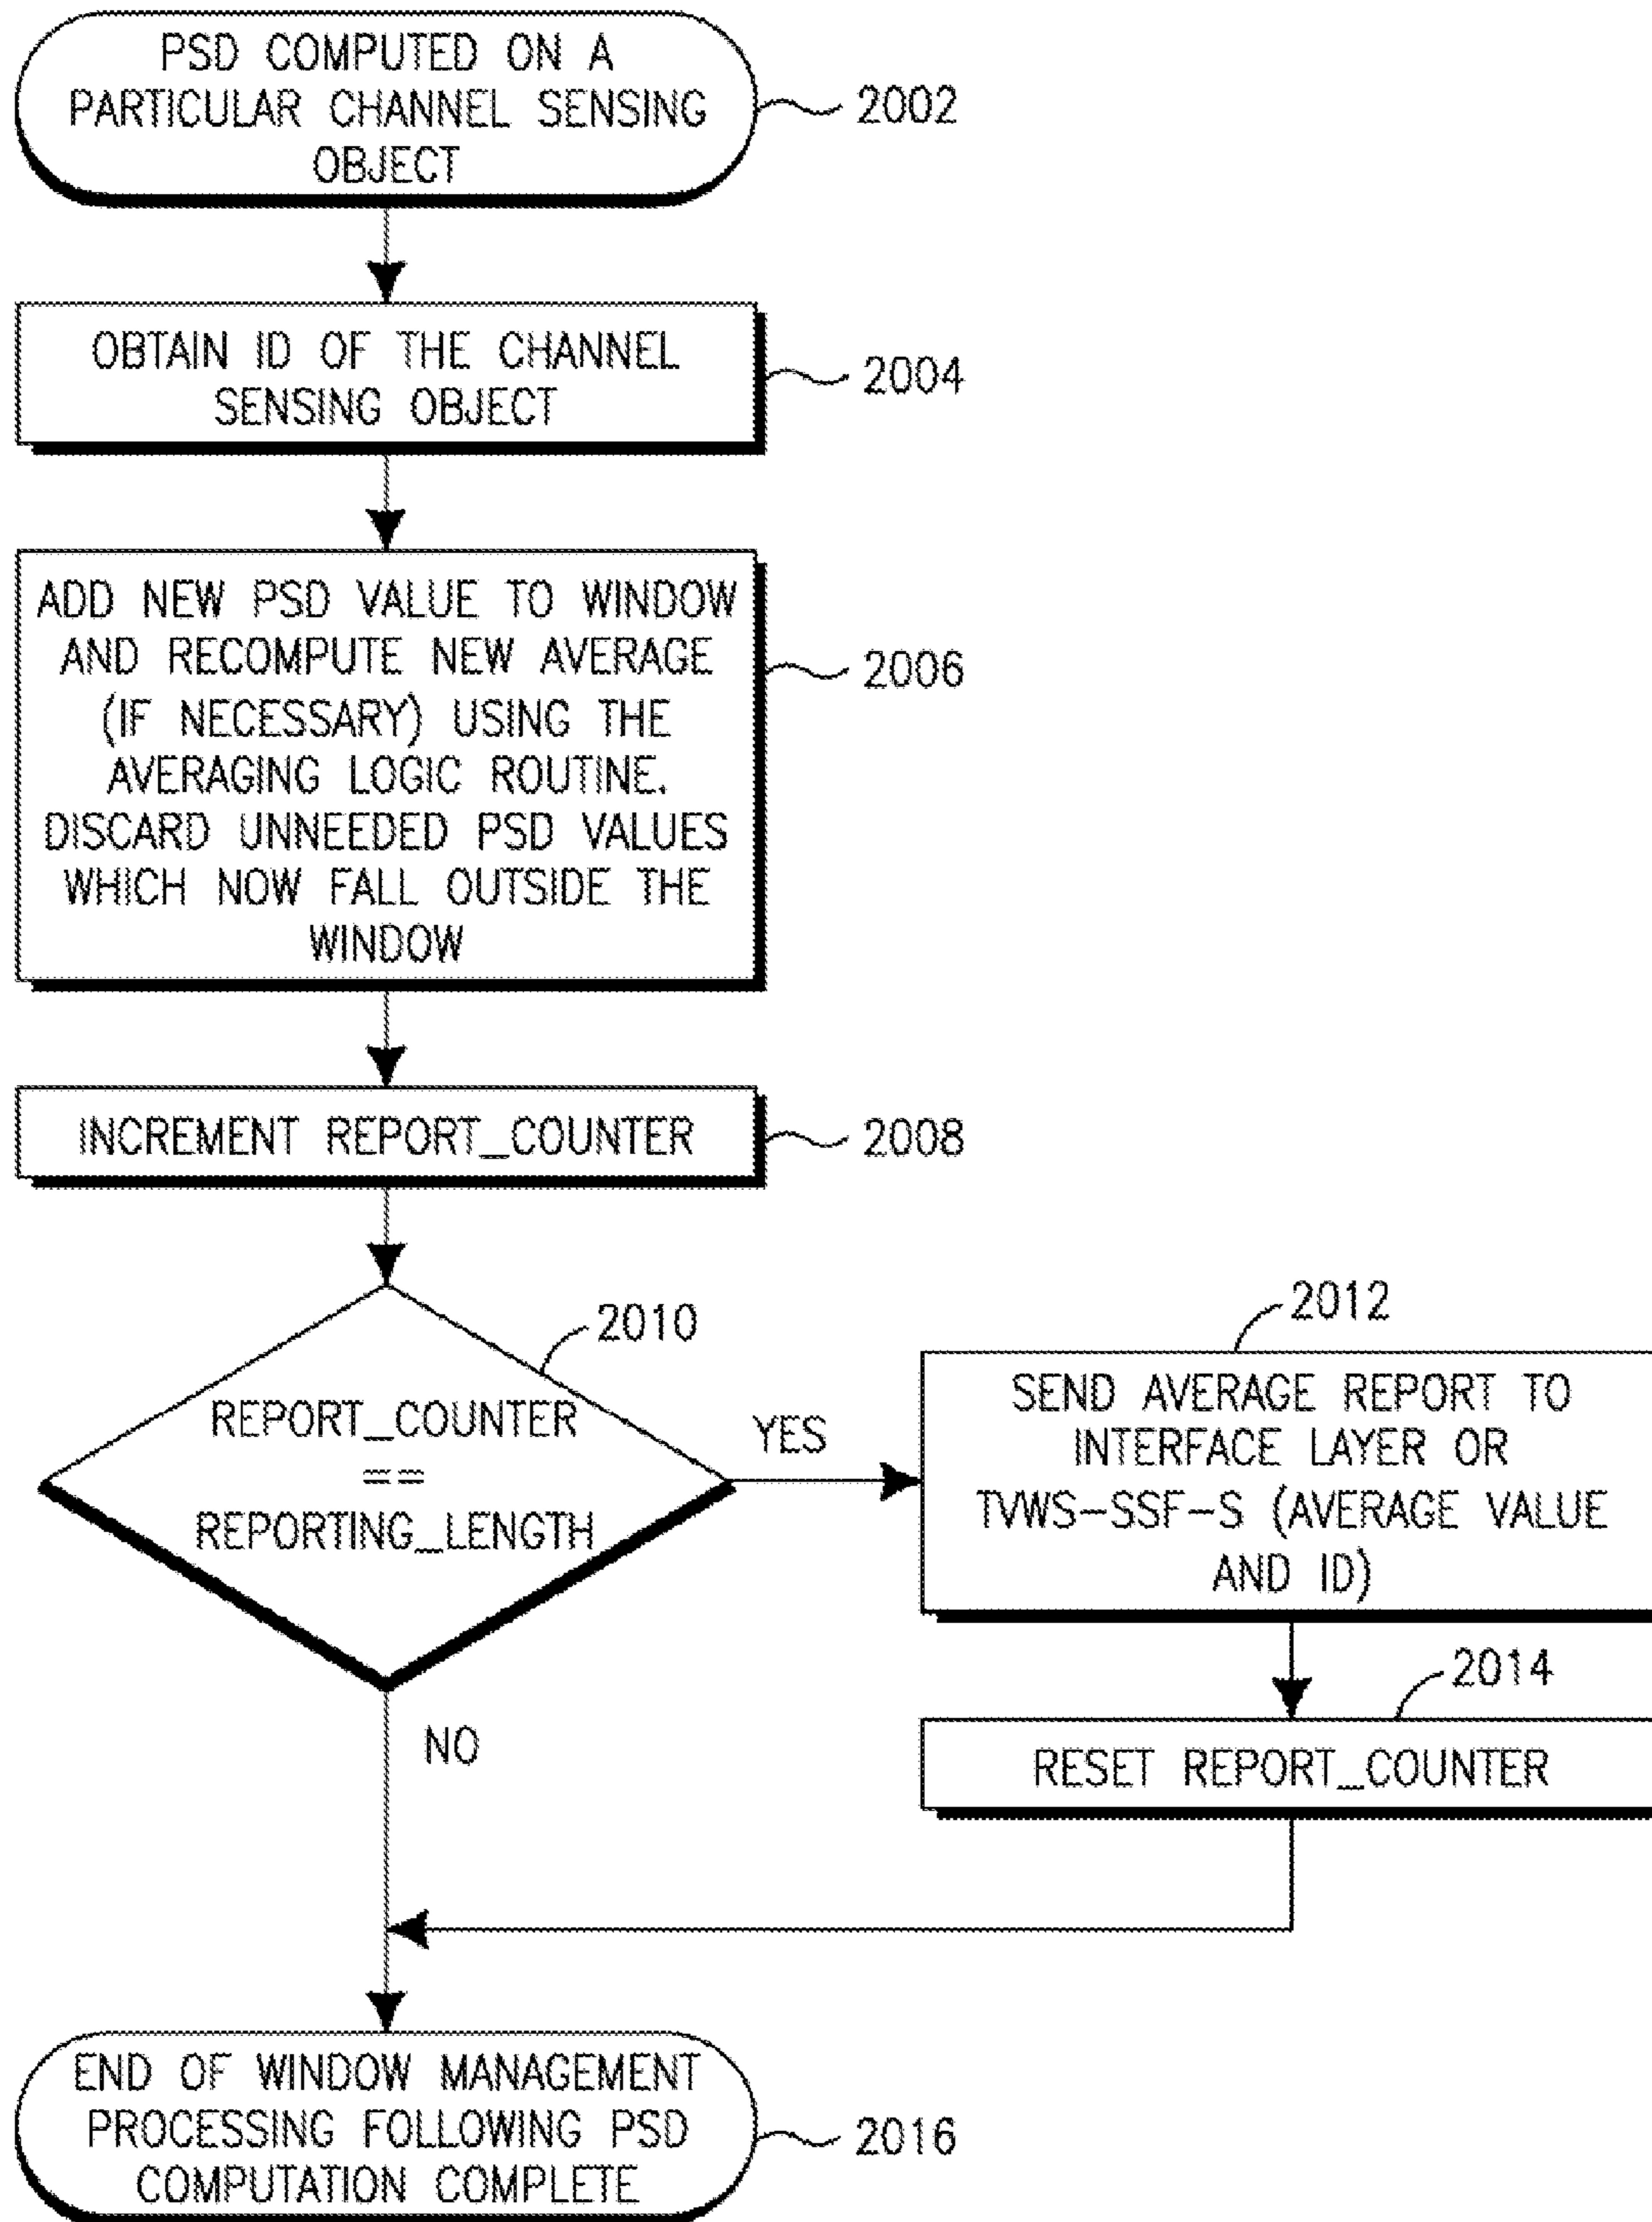 PSD COMPUTED ON A
PARTICULAR CHANNEL SENSING
OBJECT
2002
OBTAIN ID OF THE CHANNEL
SENSING OBJECT
2004
ADD NEW PSD VALUE TO WINDOW
AND RECOMPUTE NEW AVERAGE
(IF NECESSARY) USING THE
AVERAGING LOGIC ROUTINE.
DISCARD UNNEEDED PSD VALUES
WHICH NOW FALL OUTSIDE THE
WINDOW
2006
INCREMENT REPORT_COUNTER
2008
REPORT_COUNTER
==
REPORTING_LENGTH
2010
YES
NO
2012
SEND AVERAGE REPORT TO
INTERFACE LAYER OR
TVWS-SSF-S (AVERAGE VALUE
AND ID)
2014
RESET REPORT_COUNTER
END OF WINDOW MANAGEMENT
PROCESSING FOLLOWING PSD
COMPUTATION COMPLETE
2016